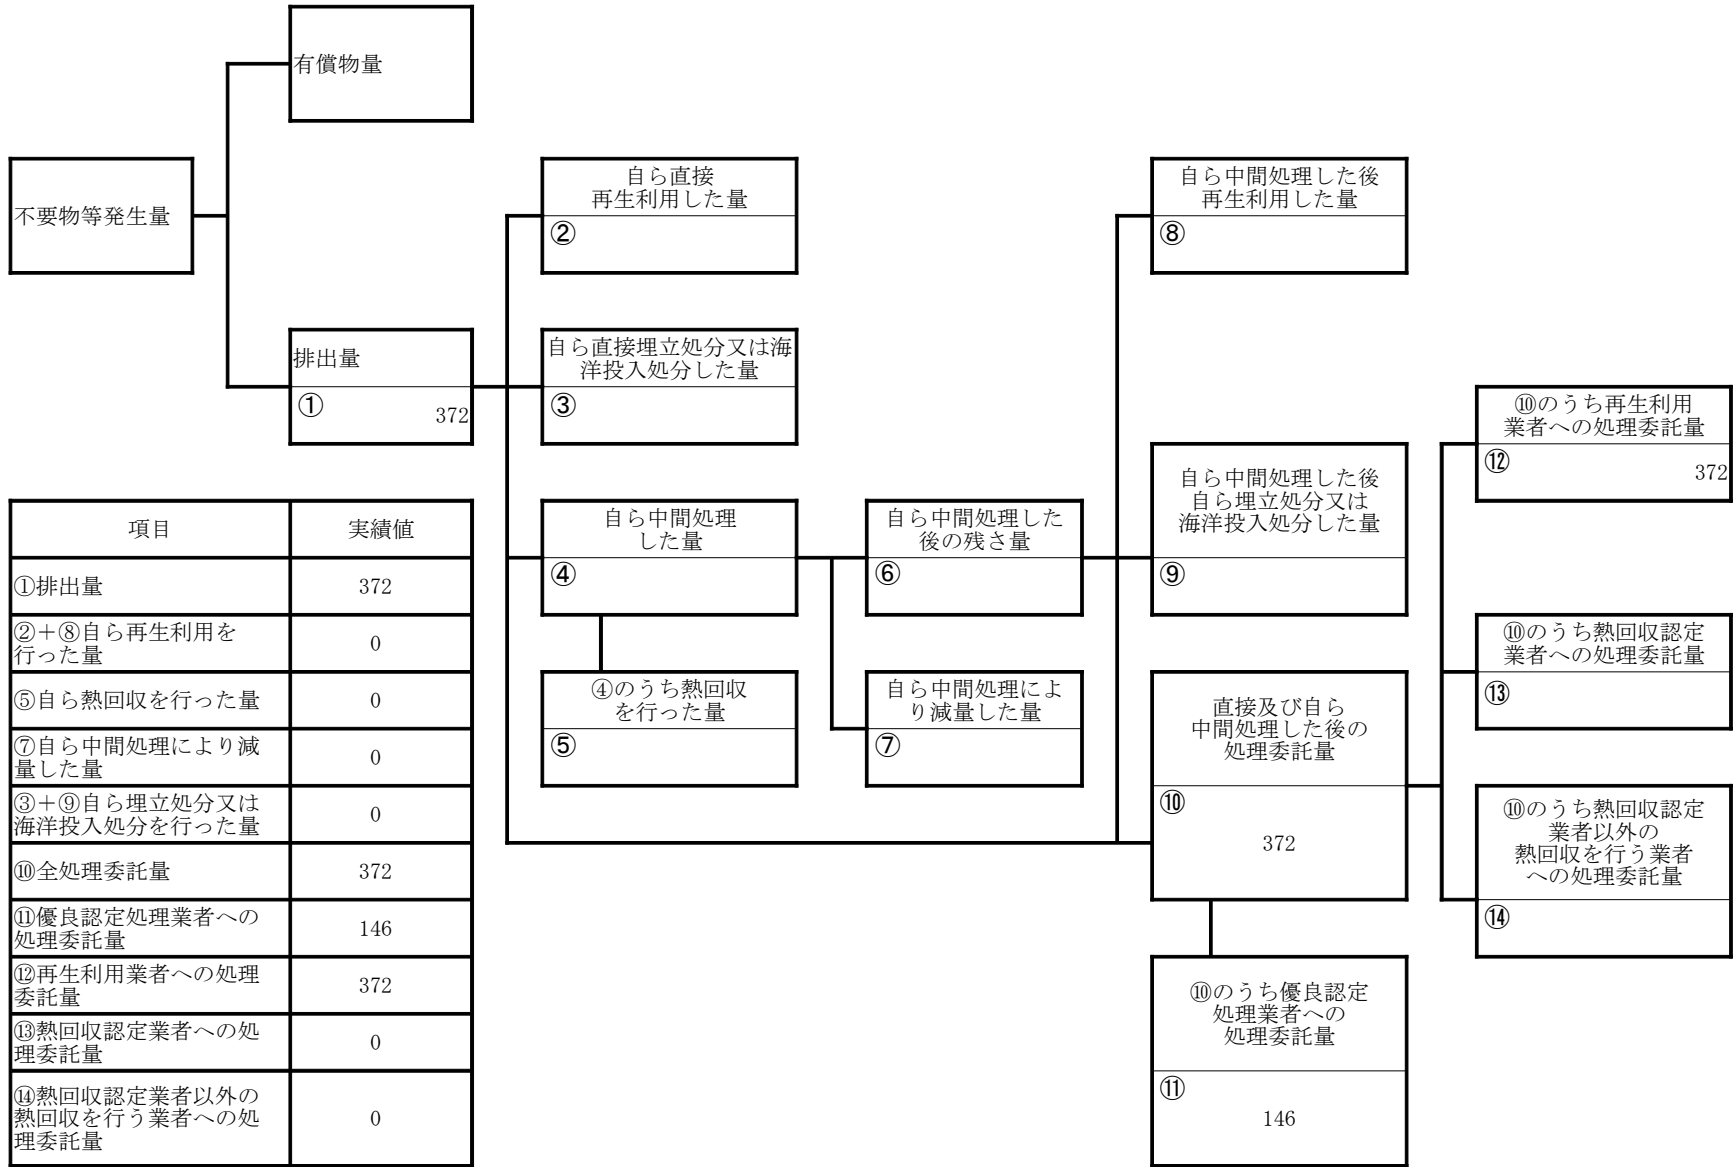 有償物量
不要物等発生量
自ら直接
再生利用した量
②
自ら中間処理した後
再生利用した量
⑧
排出量
①
372
自ら直接埋立処分又は海
洋投入処分した量
③
⑩のうち再生利用
業者への処理委託量
⑫
372
自ら中間処理した後
自ら埋立処分又は
海洋投入処分した量
⑨
自ら中間処理
した量
④
自ら中間処理した
後の残さ量
⑥
⑩のうち熱回収認定
業者への処理委託量
⑬
④のうち熱回収
を行った量
⑤
自ら中間処理によ
り減量した量
⑦
直接及び自ら
中間処理した後の
処理委託量
⑩
372
⑩のうち熱回収認定
業者以外の
熱回収を行う業者
への処理委託量
⑭
⑩のうち優良認定
処理業者への
処理委託量
⑪
146
項目
実績値
①排出量
372
②＋⑧自ら再生利用を
行った量
0
⑤自ら熱回収を行った量
0
⑦自ら中間処理により減
量した量
0
③＋⑨自ら埋立処分又は
海洋投入処分を行った量
0
⑩全処理委託量
372
⑪優良認定処理業者への
処理委託量
146
⑫再生利用業者への処理
委託量
372
⑬熱回収認定業者への処
理委託量
0
⑭熱回収認定業者以外の
熱回収を行う業者への処
理委託量
0